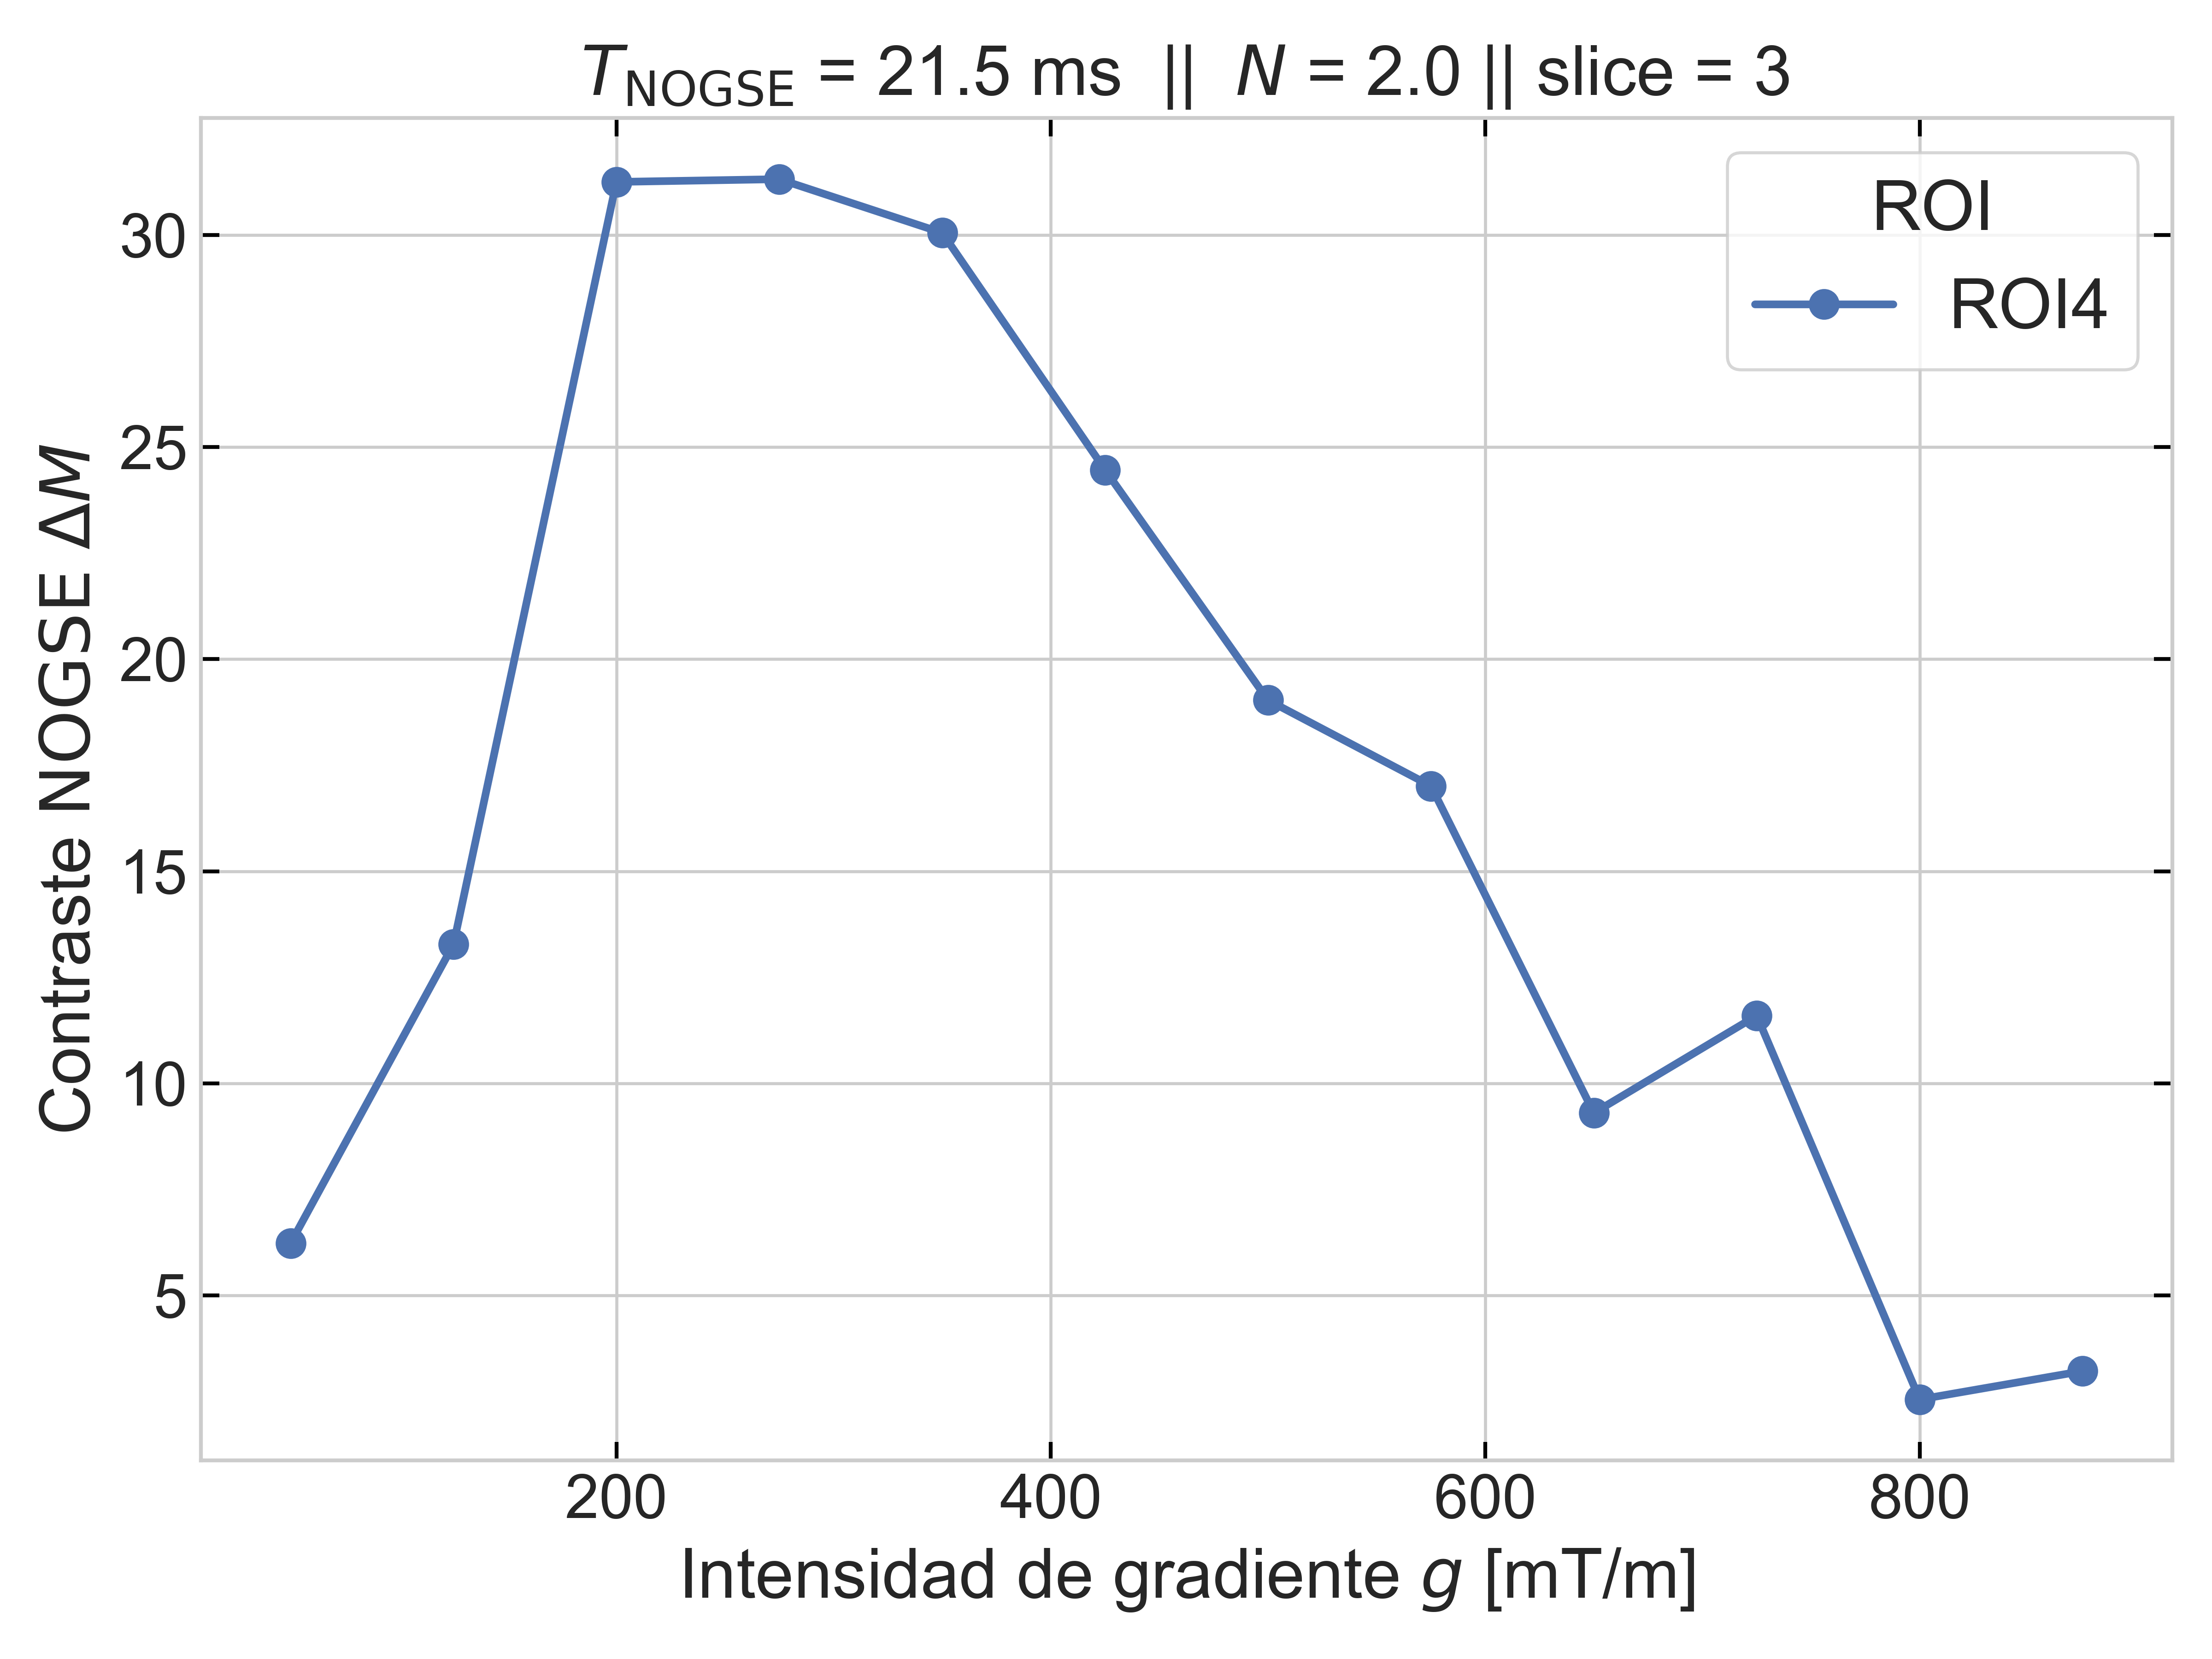 T_NOGSE = 21.5 ms || N = 2.0 || slice = 3
Contraste NOGSE ΔM
30
25
20
15
10
5
ROI
ROI4
200 400 600 800
Intensidad de gradiente g [mT/m]